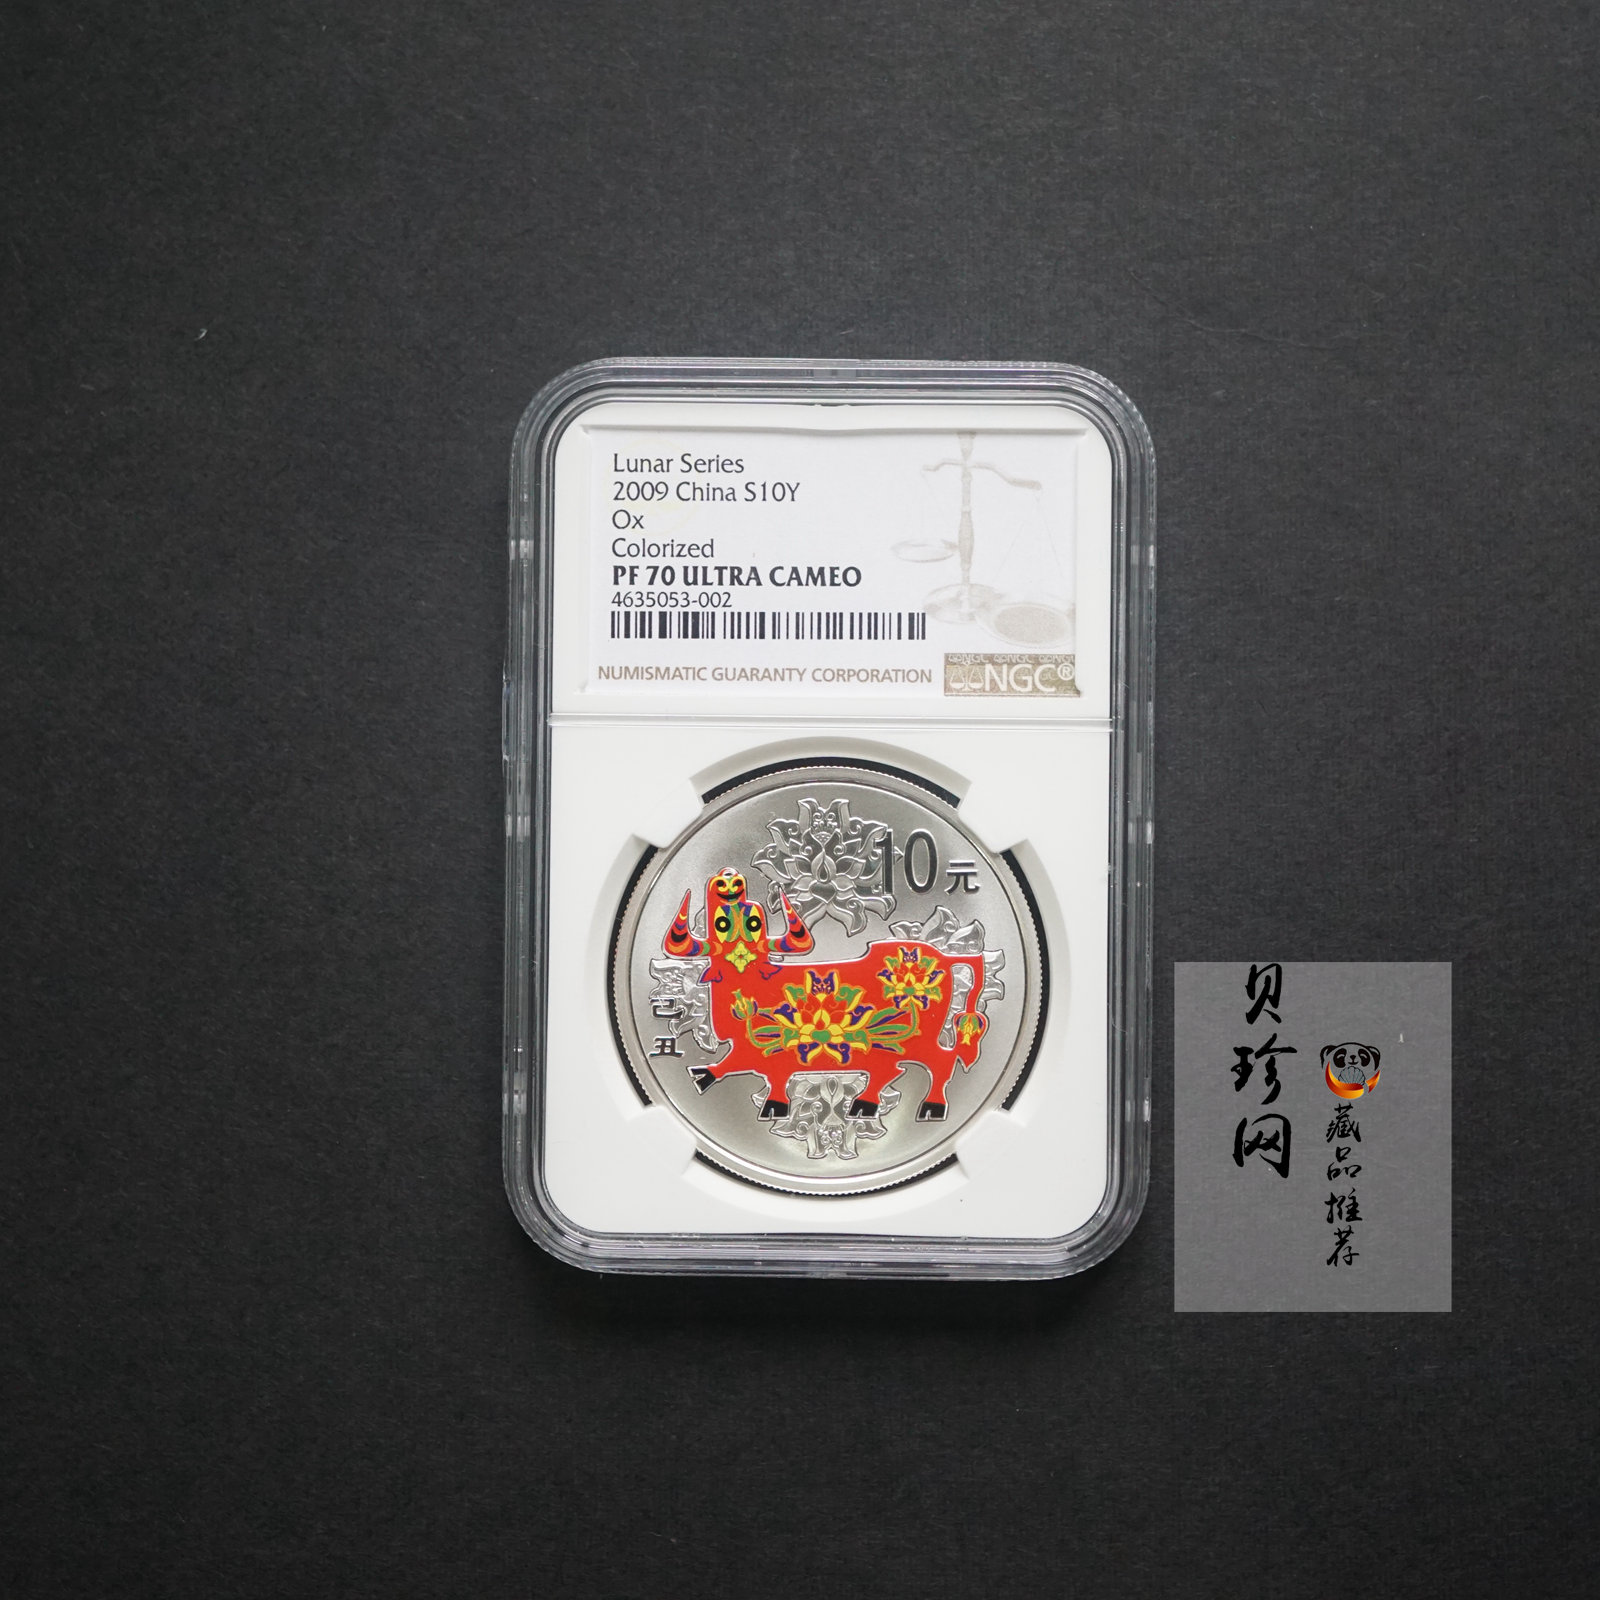 Lunar Series
2009 China S10Y
Ox
Colorized
PF 70 ULTRA CAMEO
4635053-002
NUMISMATIC GUARANTY CORPORATION
NGC®
10元
己丑
贝珍网
藏品推荐